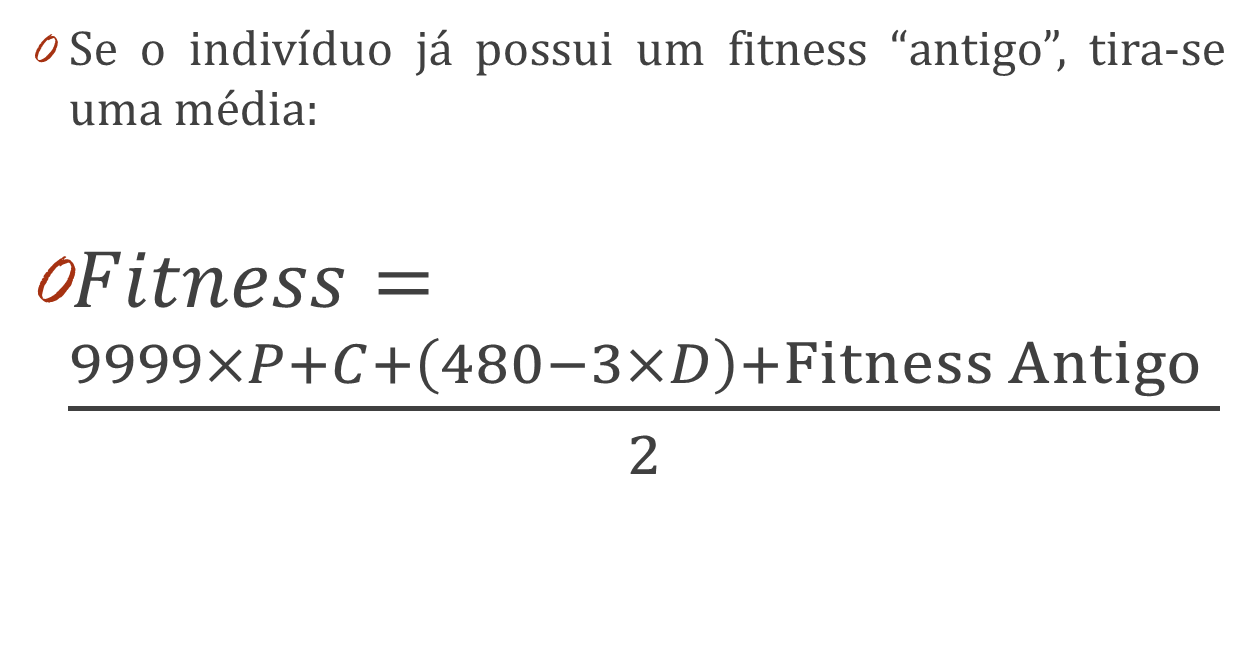 Se o indivíduo já possui um fitness “antigo”, tira-se
uma média:
Fitness =
9999×P+C+(480−3×D)+Fitness Antigo
2